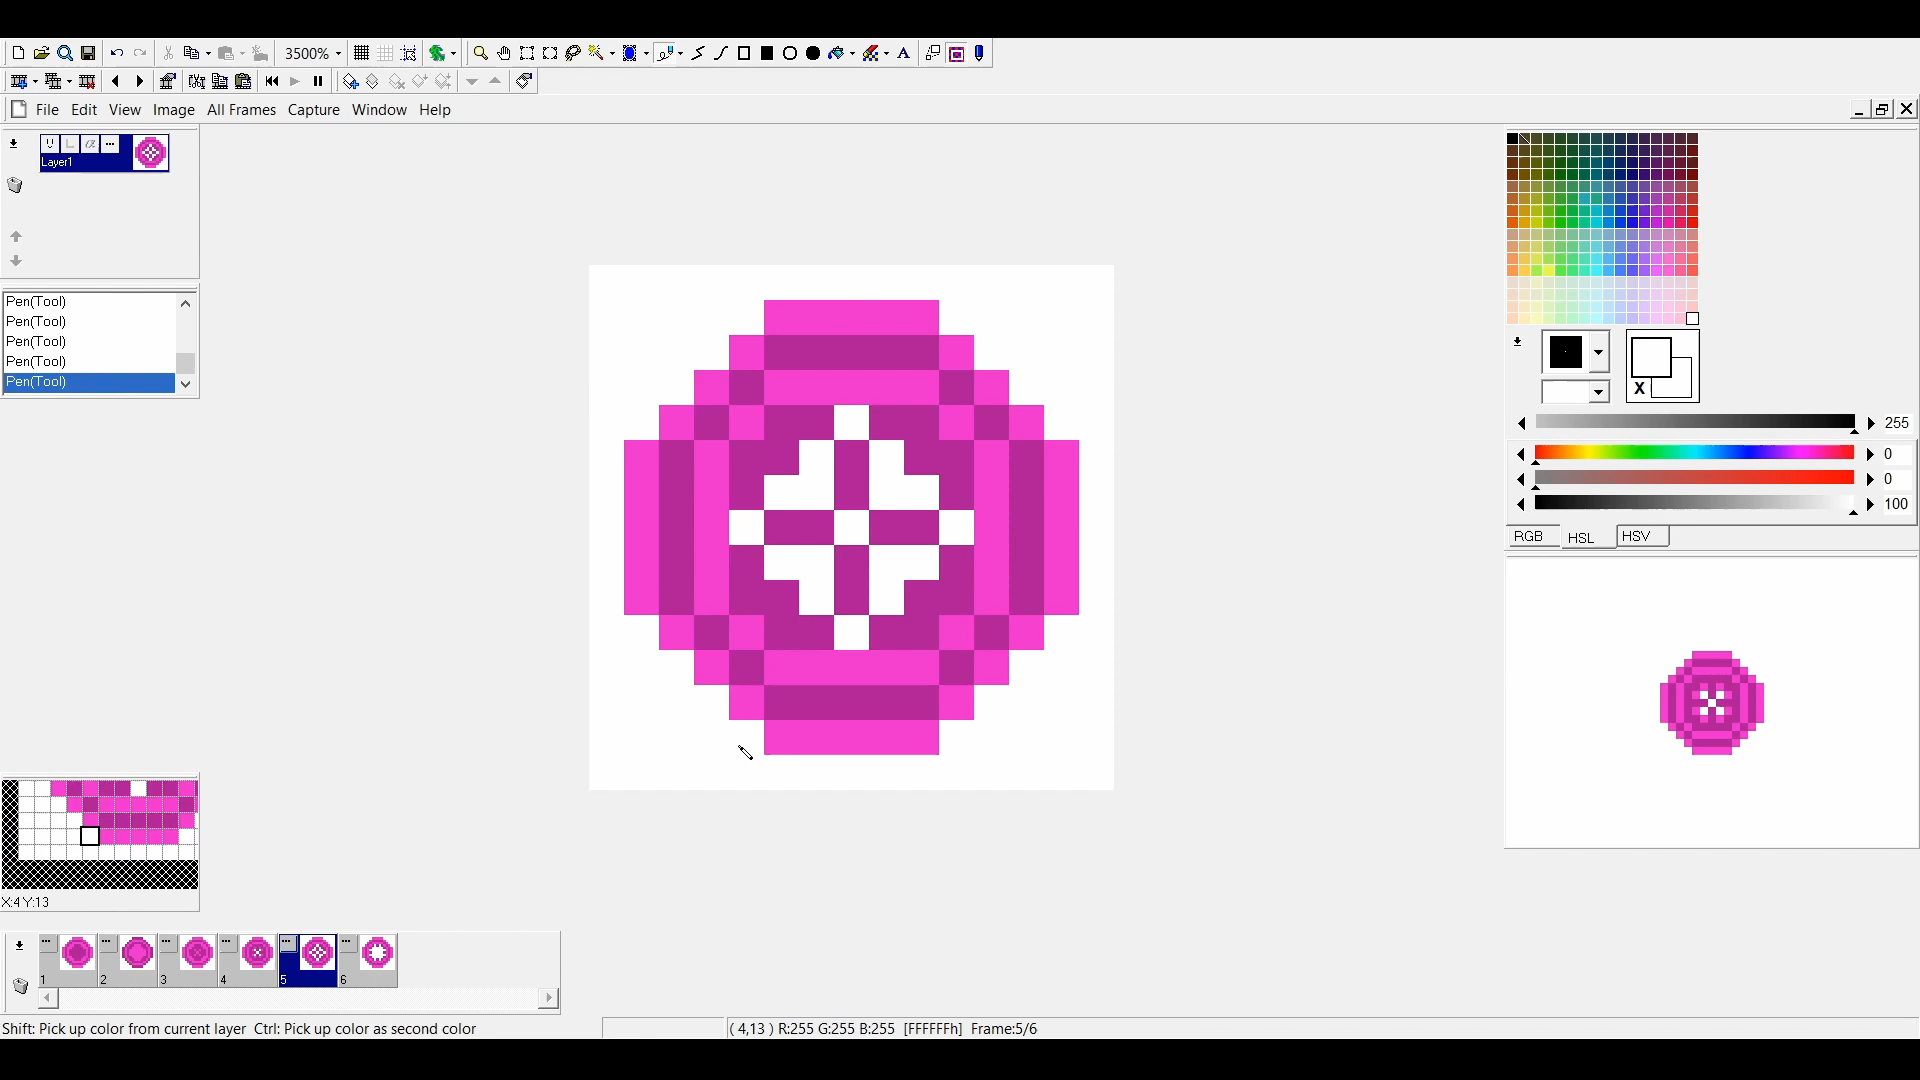 3500%
A
File Edit View Image All Frames Capture Window Help
Layer1
Pen(Tool)
Pen(Tool)
Pen(Tool)
Pen(Tool)
Pen(Tool)
X
255
0
0
100
RGB HSL HSV
X:4 Y:13
1 2 3 4 5 6
Shift: Pick up color from current layer Ctrl: Pick up color as second color
( 4,13 ) R:255 G:255 B:255 [FFFFFFh] Frame:5/6